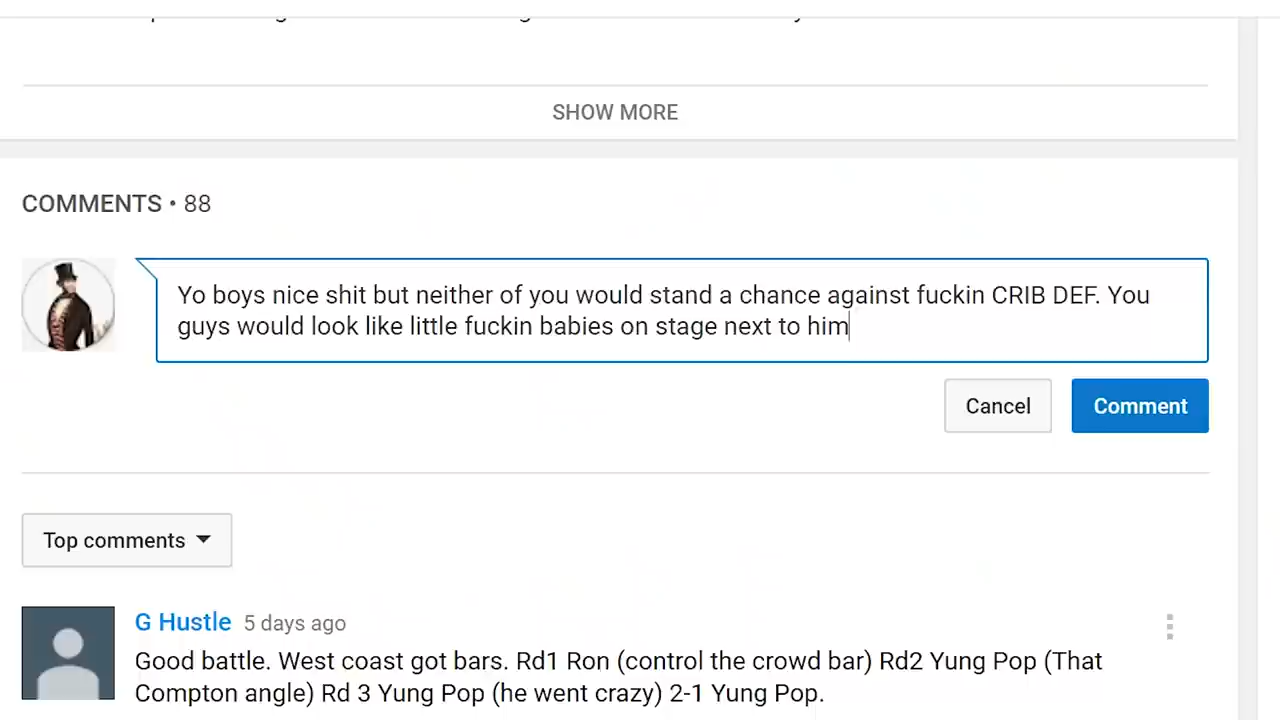 SHOW MORE
COMMENTS • 88
Yo boys nice shit but neither of you would stand a chance against fuckin CRIB DEF. You
guys would look like little fuckin babies on stage next to him
Cancel
Comment
Top comments
G Hustle 5 days ago
Good battle. West coast got bars. Rd1 Ron (control the crowd bar) Rd2 Yung Pop (That
Compton angle) Rd 3 Yung Pop (he went crazy) 2-1 Yung Pop.